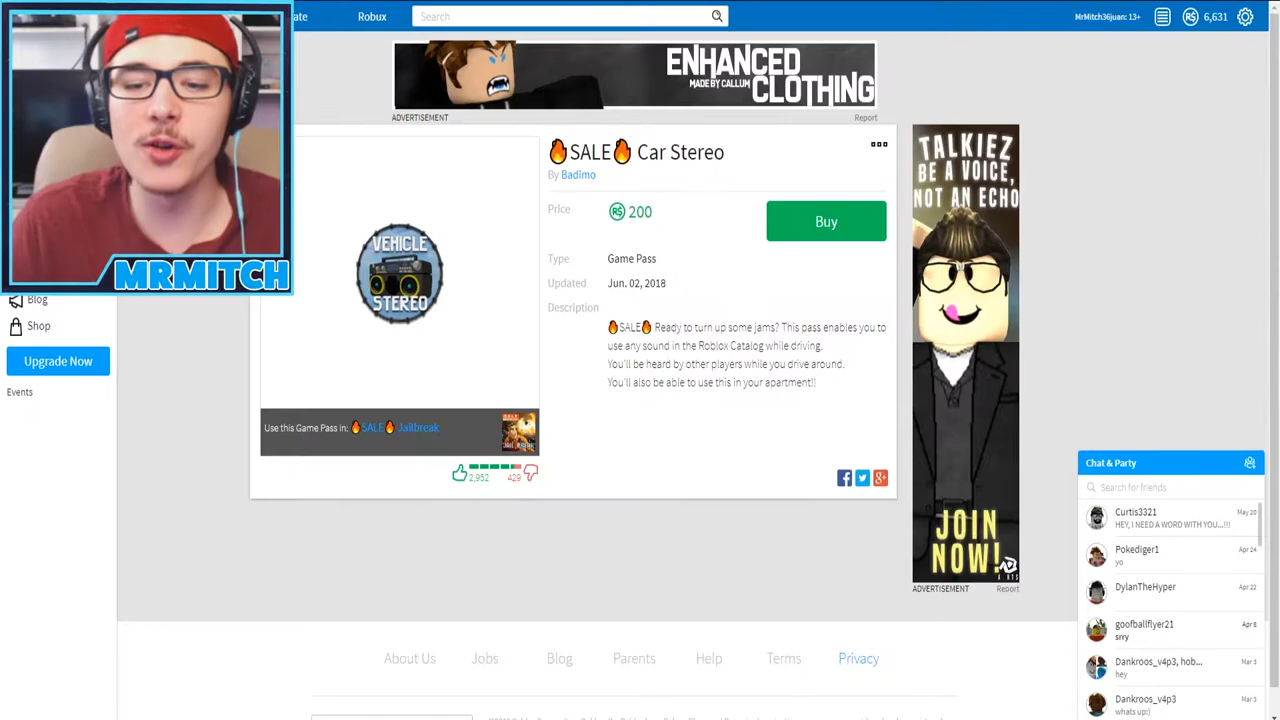 ate
Robux
Search
MrMitch36juan: 13+
6,631
ENHANCED
MADE BY CALLUM
CLOTHING
ADVERTISEMENT
Report
MRMITCH
Blog
Shop
Upgrade Now
Events
VEHICLE
STEREO
Use this Game Pass in: 🔥SALE🔥 Jailbreak
2,952
429
🔥SALE🔥 Car Stereo
By Badimo
Price
R$ 200
Buy
Type
Game Pass
Updated
Jun. 02, 2018
Description
🔥SALE🔥 Ready to turn up some jams? This pass enables you to
use any sound in the Roblox Catalog while driving.
You'll be heard by other players while you drive around.
You'll also be able to use this in your apartment!!
TALKIEZ
BE A VOICE,
NOT AN ECHO
JOIN
NOW!
ADVERTISEMENT
Report
Chat & Party
Search for friends
Curtis3321
May 20
HEY, I NEED A WORD WITH YOU...!!!
Pokediger1
Apr 24
yo
DylanTheHyper
Apr 22
goofballflyer21
Apr 6
srry
Dankroos_v4p3, hob...
Mar 3
hey
Dankroos_v4p3
Mar 3
whats up!;
About Us
Jobs
Blog
Parents
Help
Terms
Privacy